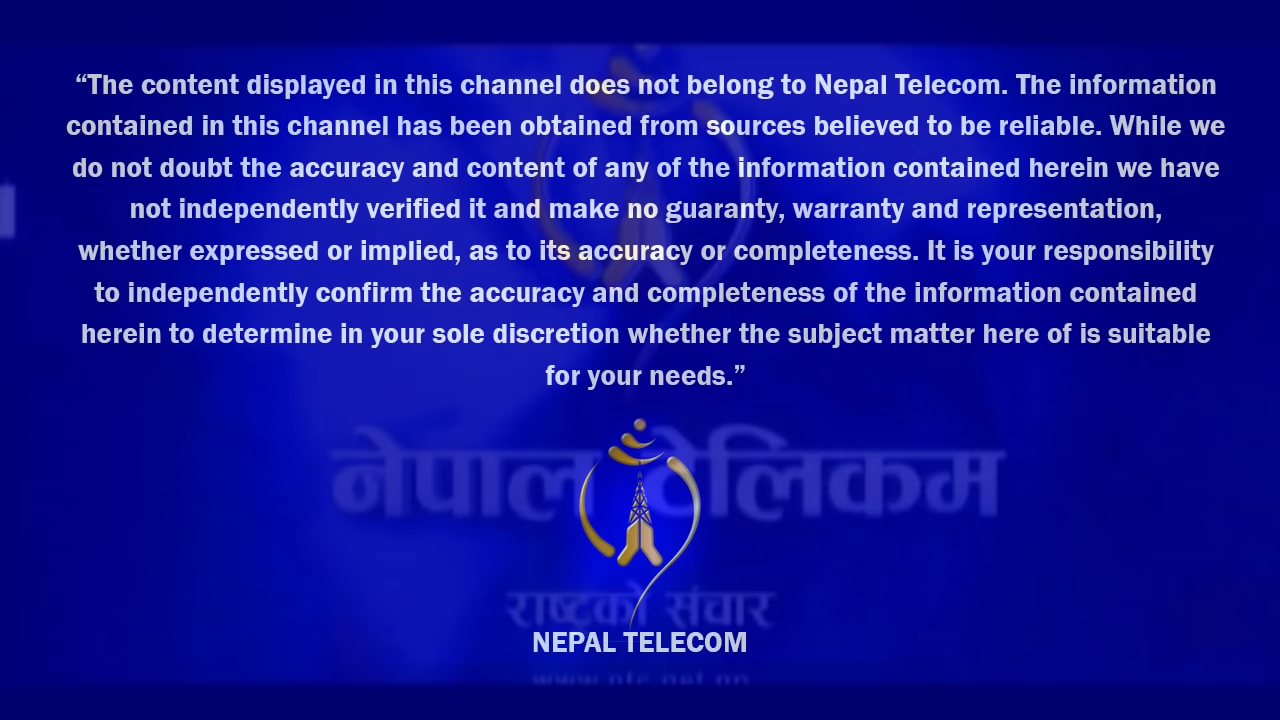 “The content displayed in this channel does not belong to Nepal Telecom. The information
contained in this channel has been obtained from sources believed to be reliable. While we
do not doubt the accuracy and content of any of the information contained herein we have
not independently verified it and make no guaranty, warranty and representation,
whether expressed or implied, as to its accuracy or completeness. It is your responsibility
to independently confirm the accuracy and completeness of the information contained
herein to determine in your sole discretion whether the subject matter here of is suitable
for your needs.”
नेपाल टेलिकम
राष्ट्रको संचार
NEPAL TELECOM
www.ntc.net.np